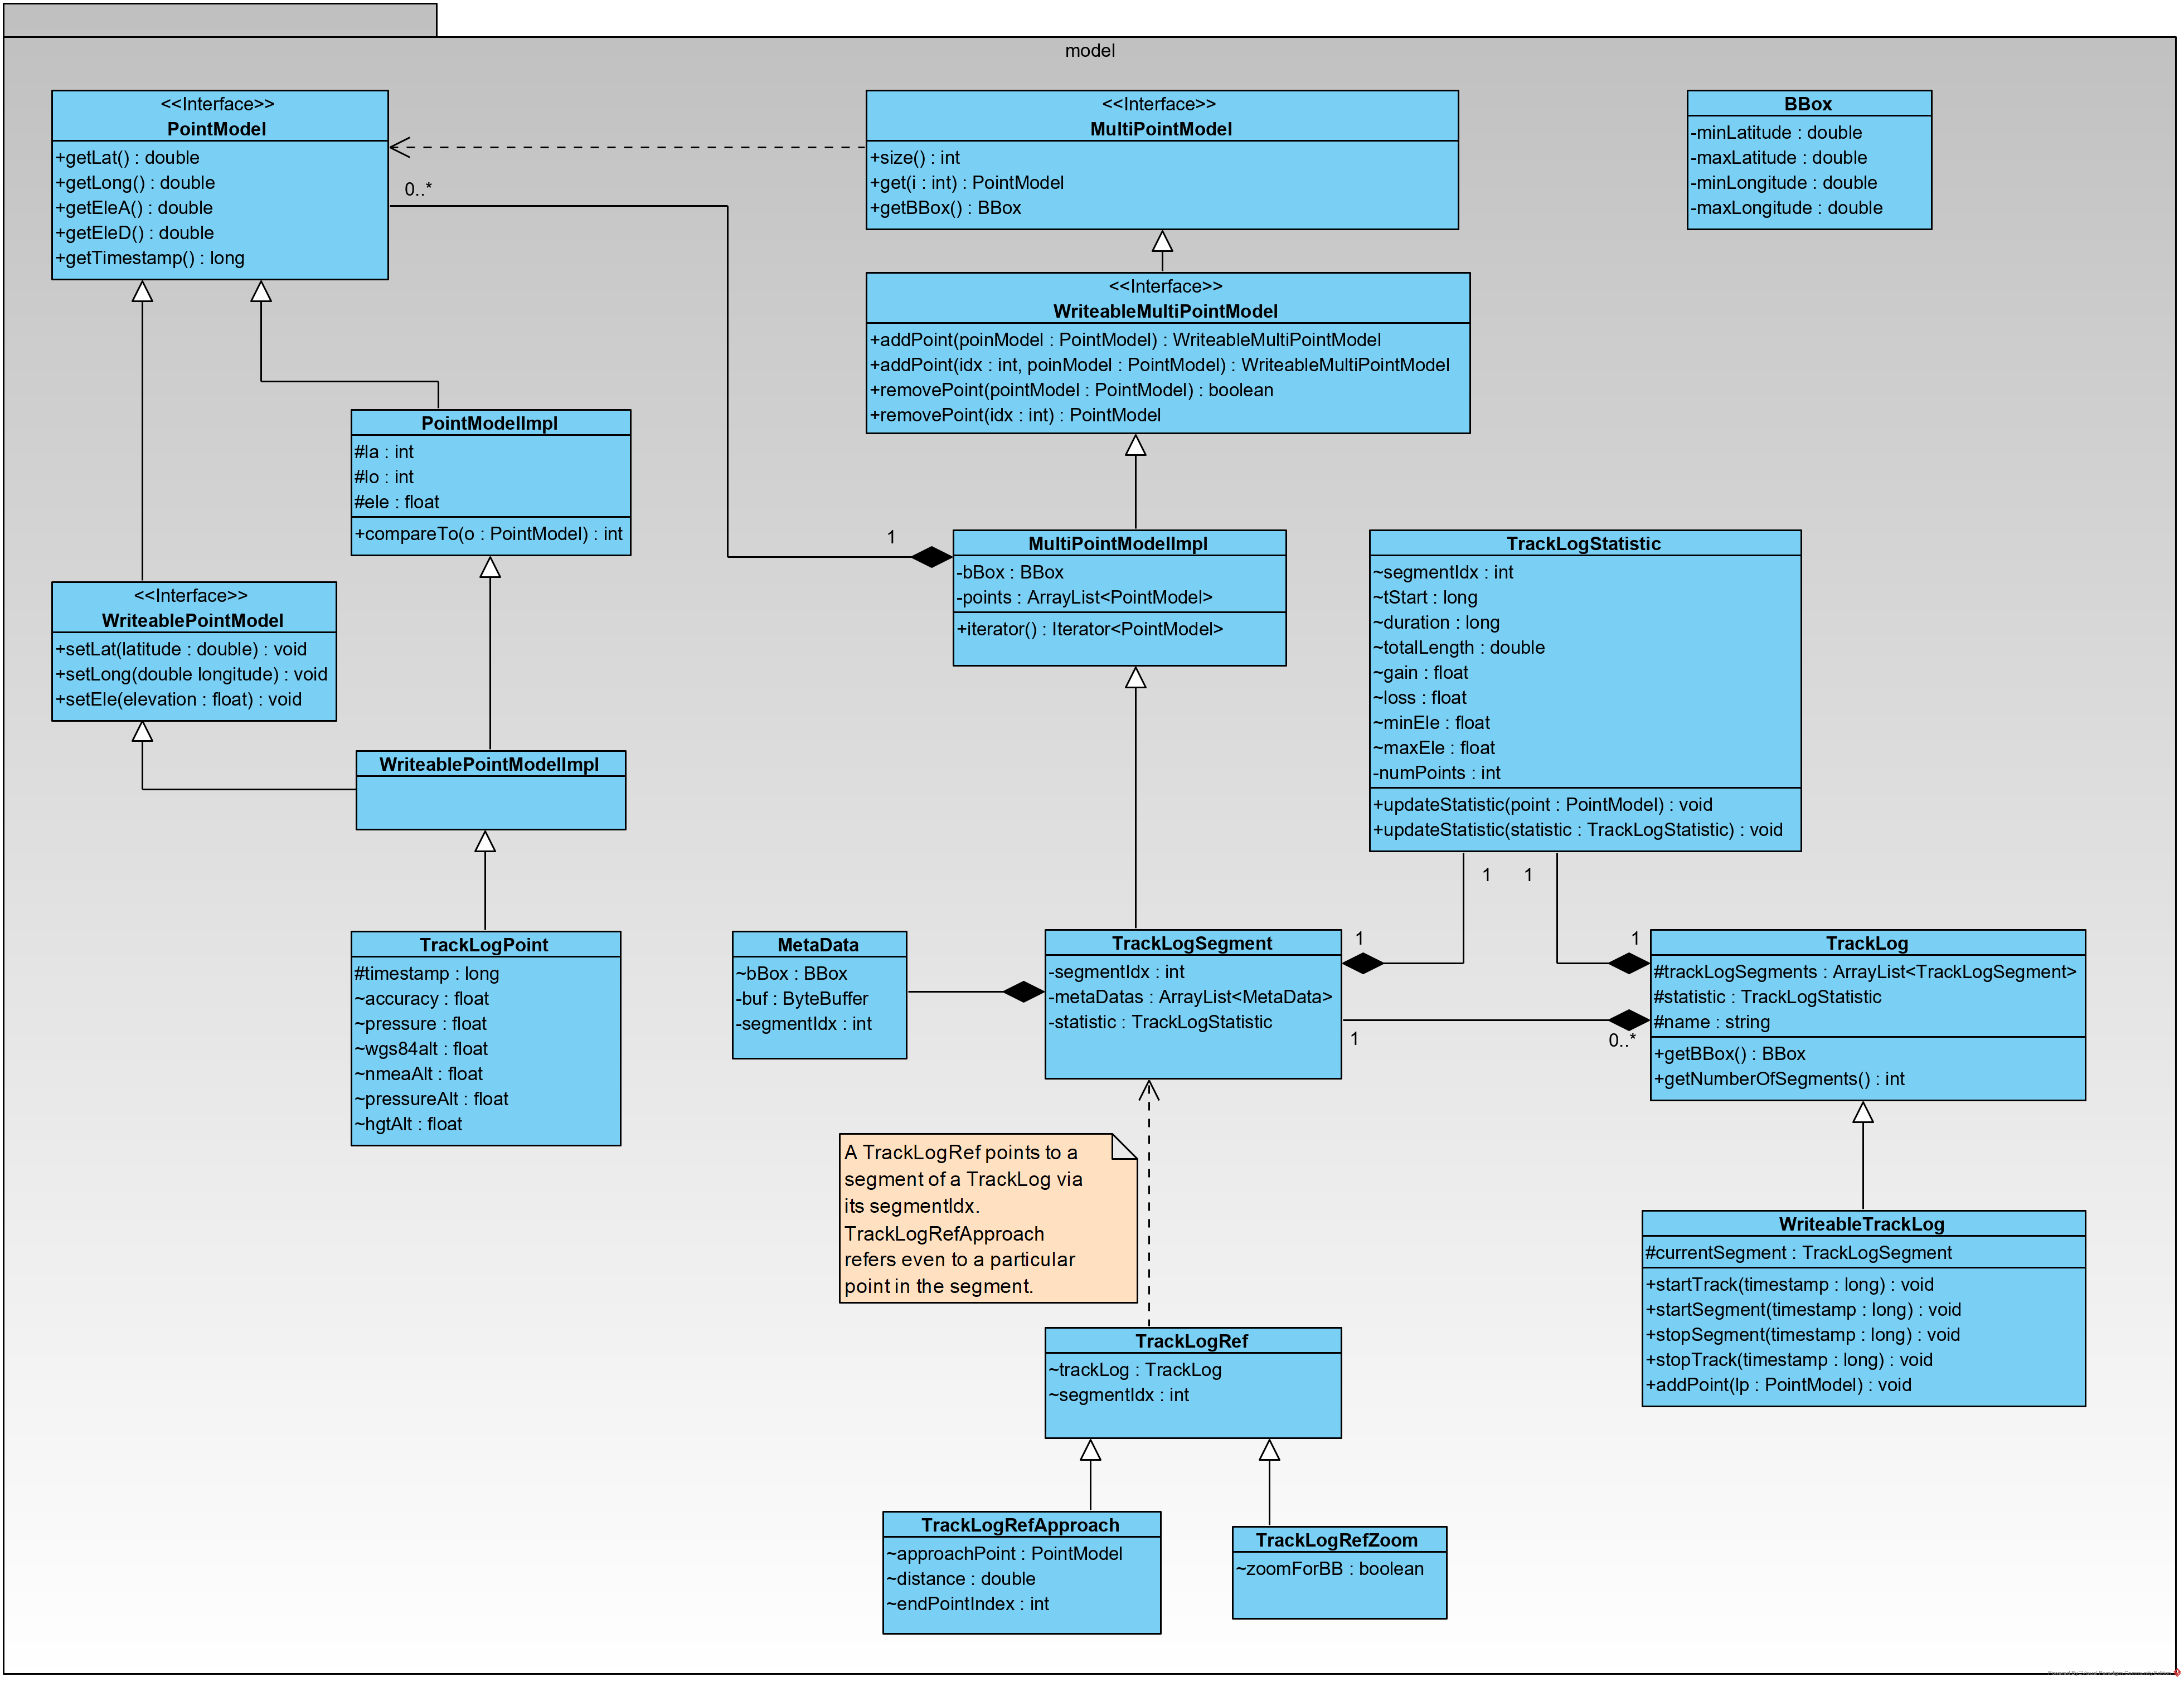 model
<<Interface>>
PointModel
+getLat() : double
+getLong() : double
+getEleA() : double
+getEleD() : double
+getTimestamp() : long
0..*
<<Interface>>
MultiPointModel
+size() : int
+get(i : int) : PointModel
+getBBox() : BBox
BBox
-minLatitude : double
-maxLatitude : double
-minLongitude : double
-maxLongitude : double
<<Interface>>
WriteableMultiPointModel
+addPoint(poinModel : PointModel) : WriteableMultiPointModel
+addPoint(idx : int, poinModel : PointModel) : WriteableMultiPointModel
+removePoint(pointModel : PointModel) : boolean
+removePoint(idx : int) : PointModel
PointModelImpl
#la : int
#lo : int
#ele : float
+compareTo(o : PointModel) : int
1
MultiPointModelImpl
-bBox : BBox
-points : ArrayList<PointModel>
+iterator() : Iterator<PointModel>
TrackLogStatistic
~segmentIdx : int
~tStart : long
~duration : long
~totalLength : double
~gain : float
~loss : float
~minEle : float
~maxEle : float
-numPoints : int
+updateStatistic(point : PointModel) : void
+updateStatistic(statistic : TrackLogStatistic) : void
<<Interface>>
WriteablePointModel
+setLat(latitude : double) : void
+setLong(double longitude) : void
+setEle(elevation : float) : void
WriteablePointModelImpl
1
1
TrackLogPoint
#timestamp : long
~accuracy : float
~pressure : float
~wgs84alt : float
~nmeaAlt : float
~pressureAlt : float
~hgtAlt : float
MetaData
~bBox : BBox
-buf : ByteBuffer
-segmentIdx : int
TrackLogSegment
-segmentIdx : int
-metaDatas : ArrayList<MetaData>
-statistic : TrackLogStatistic
1
1
1
0..*
TrackLog
#trackLogSegments : ArrayList<TrackLogSegment>
#statistic : TrackLogStatistic
#name : string
+getBBox() : BBox
+getNumberOfSegments() : int
A TrackLogRef points to a
segment of a TrackLog via
its segmentIdx.
TrackLogRefApproach
refers even to a particular
point in the segment.
WriteableTrackLog
#currentSegment : TrackLogSegment
+startTrack(timestamp : long) : void
+startSegment(timestamp : long) : void
+stopSegment(timestamp : long) : void
+stopTrack(timestamp : long) : void
+addPoint(lp : PointModel) : void
TrackLogRef
~trackLog : TrackLog
~segmentIdx : int
TrackLogRefApproach
~approachPoint : PointModel
~distance : double
~endPointIndex : int
TrackLogRefZoom
~zoomForBB : boolean